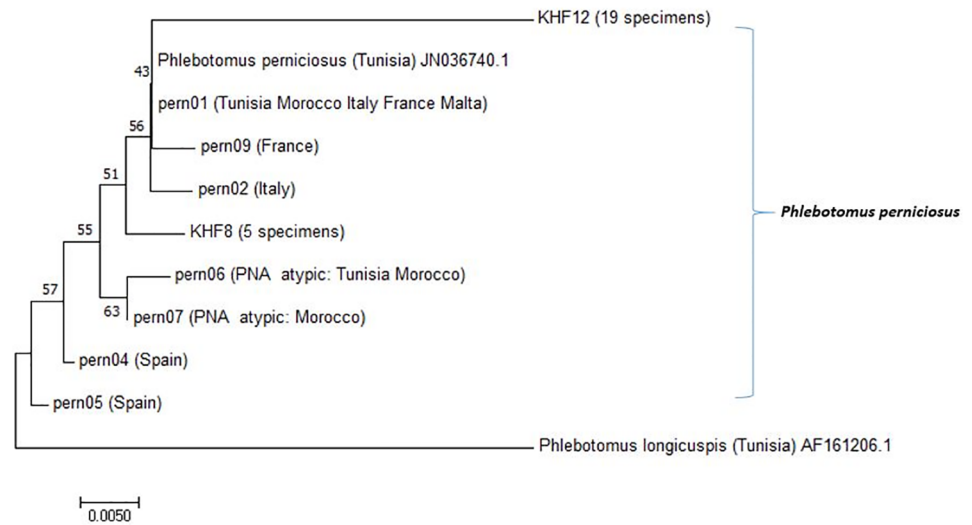 KHF12 (19 specimens)
Phlebotomus perniciosus (Tunisia) JN036740.1
43
pern01 (Tunisia Morocco Italy France Malta)
56
pern09 (France)
51
pern02 (Italy)
55
KHF8 (5 specimens)
Phlebotomus perniciosus
pern06 (PNA atypic: Tunisia Morocco)
57
63
pern07 (PNA atypic: Morocco)
pern04 (Spain)
pern05 (Spain)
Phlebotomus longicuspis (Tunisia) AF161206.1
0.0050